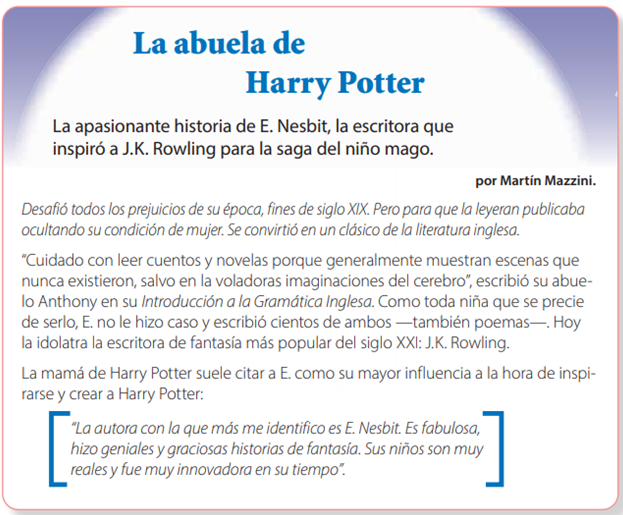 La abuela de
Harry Potter
La apasionante historia de E. Nesbit, la escritora que
inspiró a J.K. Rowling para la saga del niño mago.
por Martín Mazzini.
Desafió todos los prejuicios de su época, fines de siglo XIX. Pero para que la leyeran publicaba
ocultando su condición de mujer. Se convirtió en un clásico de la literatura inglesa.
“Cuidado con leer cuentos y novelas porque generalmente muestran escenas que
nunca existieron, salvo en la voladoras imaginaciones del cerebro”, escribió su abue-
lo Anthony en su Introducción a la Gramática Inglesa. Como toda niña que se precie
de serlo, E. no le hizo caso y escribió cientos de ambos —también poemas—. Hoy
la idolatra la escritora de fantasía más popular del siglo XXI: J.K. Rowling.
La mamá de Harry Potter suele citar a E. como su mayor influencia a la hora de inspi-
rarse y crear a Harry Potter:
“La autora con la que más me identifico es E. Nesbit. Es fabulosa,
hizo geniales y graciosas historias de fantasía. Sus niños son muy
reales y fue muy innovadora en su tiempo”.